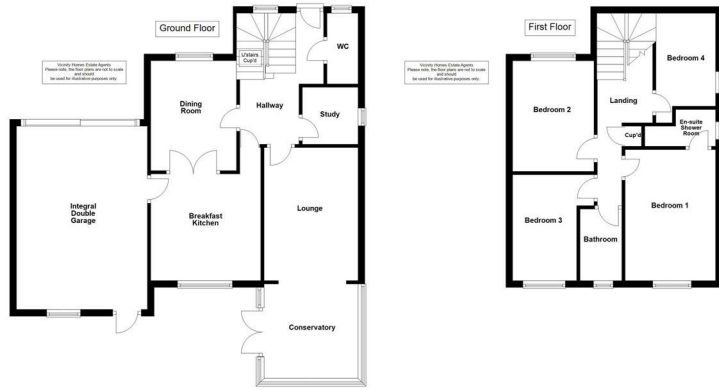 Ground Floor
Vicinity Homes Estate Agents
Please note, the floor plans are not to scale
and should
be used for illustrative purposes only.
U'stairs
Cup'd
WC
Dining
Room
Hallway
Study
Integral
Double
Garage
Breakfast
Kitchen
Lounge
Conservatory
First Floor
Vicinity Homes Estate Agents
Please note, the floor plans are not to scale
and should
be used for illustrative purposes only.
Bedroom 4
Bedroom 2
Landing
Cup'd
En-suite
Shower
Room
Bedroom 3
Bathroom
Bedroom 1